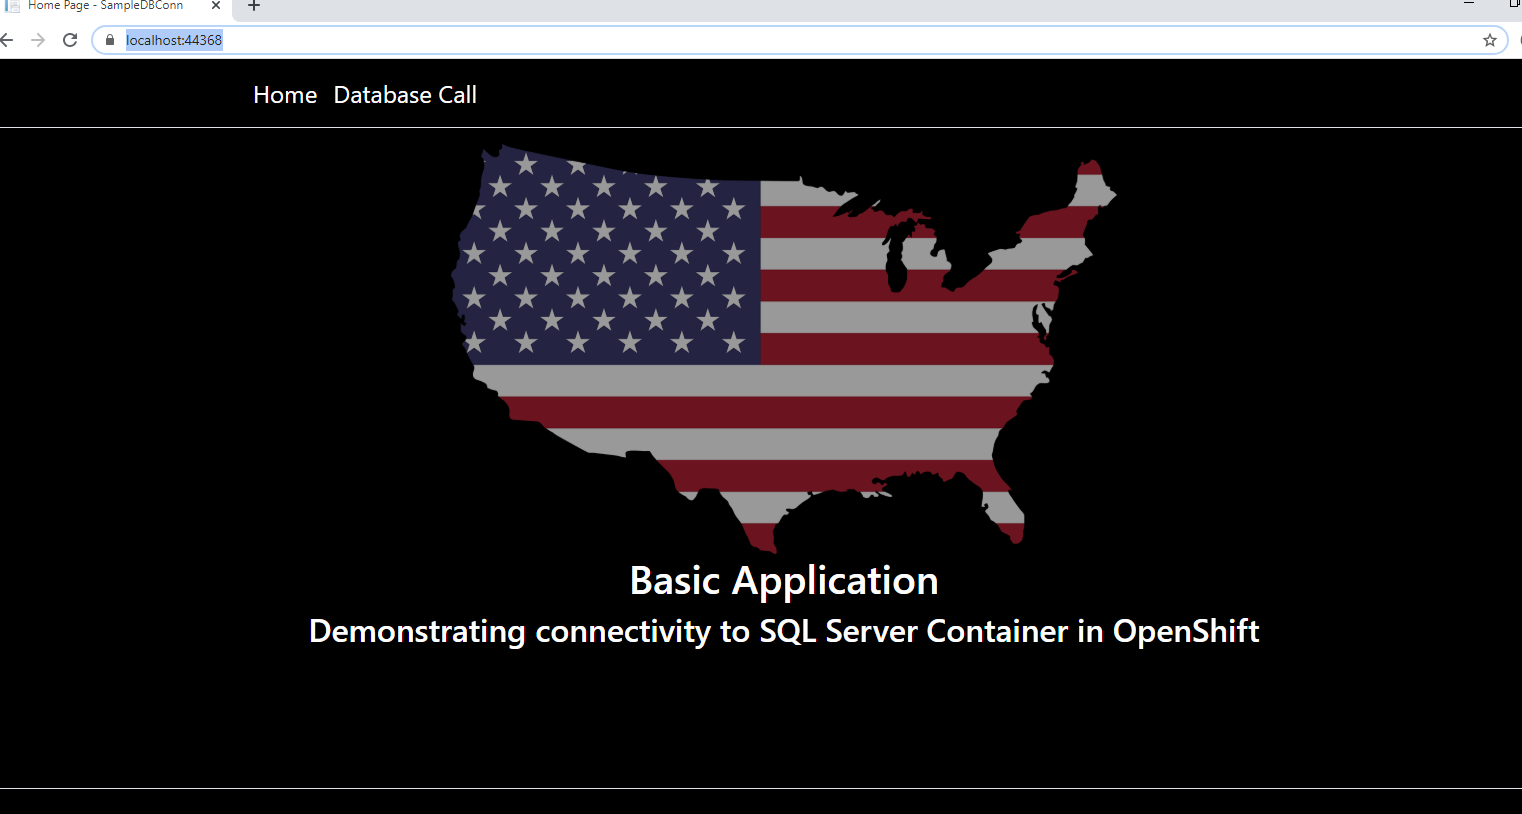 Home Page - SampleDBConn
localhost:44368
Home Database Call
Basic Application
Demonstrating connectivity to SQL Server Container in OpenShift